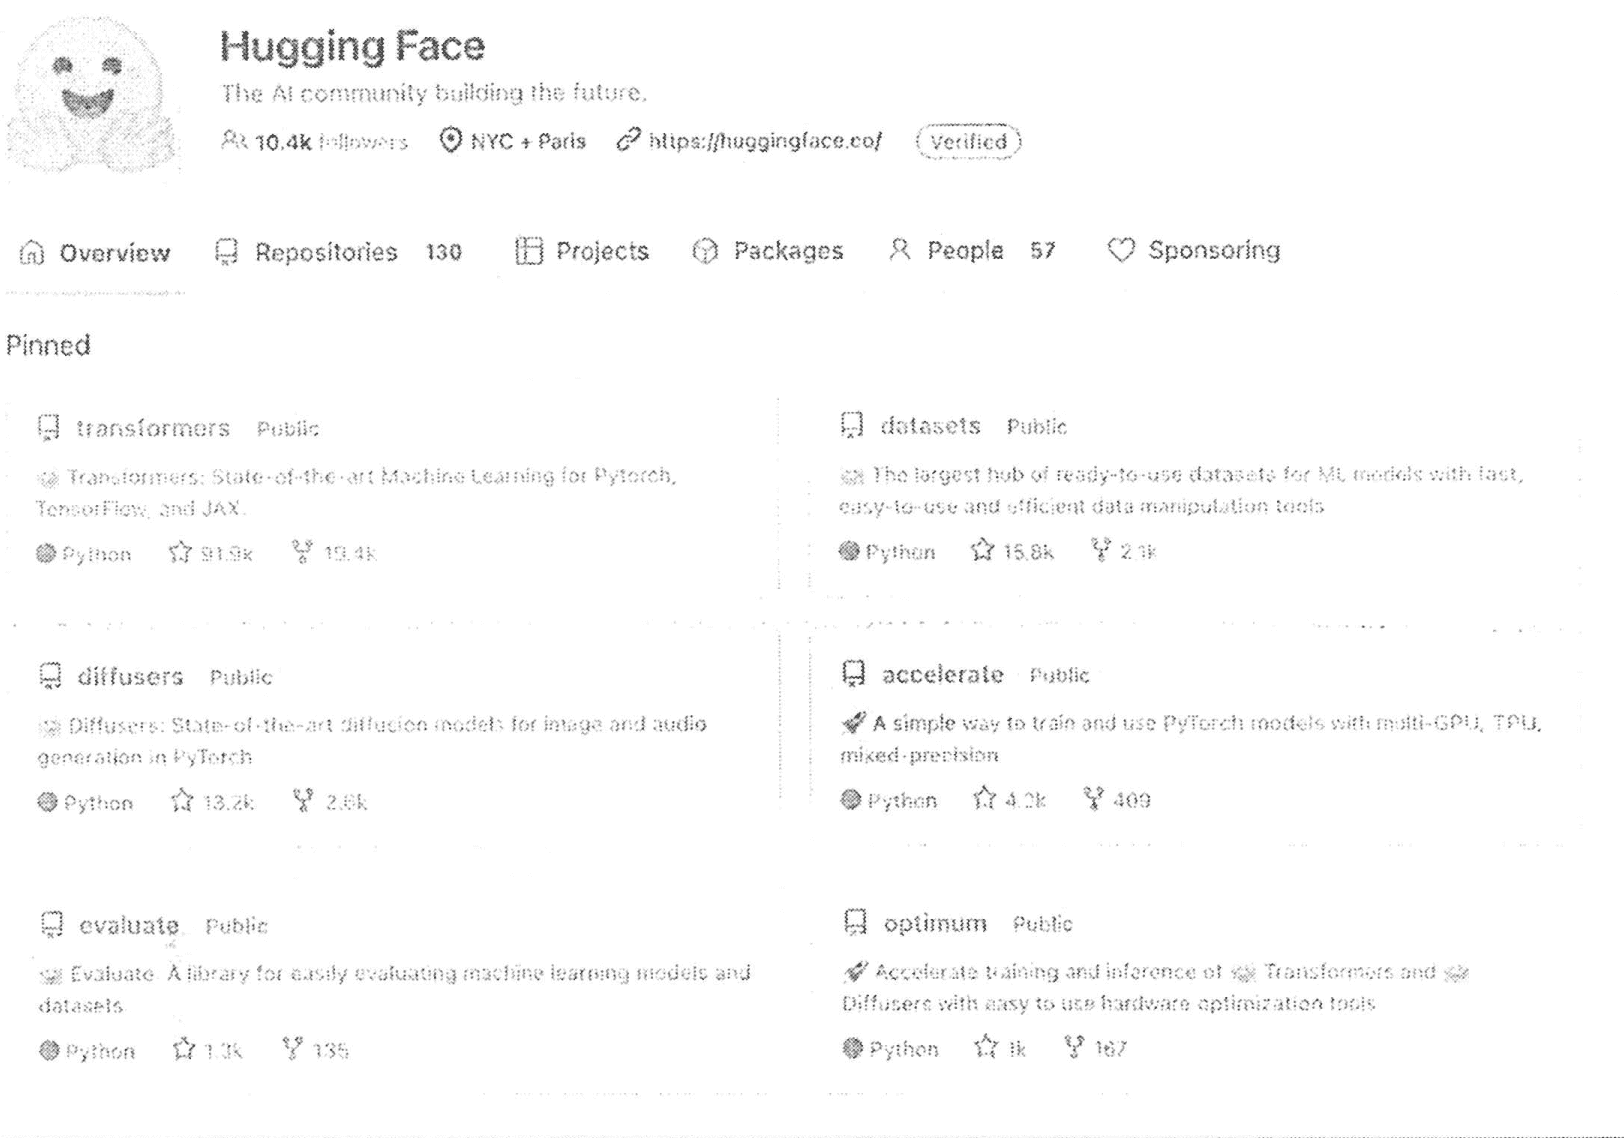 Hugging Face
The AI community building the future.
10.4k followers NYC + Paris https://huggingface.co/ Verified
Overview Repositories 130 Projects Packages People 57 Sponsoring
Pinned
transformers Public
🤗 Transformers: State-of-the-art Machine Learning for Pytorch,
TensorFlow, and JAX.
Python 91.9k 19.4k
datasets Public
🤗 The largest hub of ready-to-use datasets for ML models with fast,
easy-to-use and efficient data manipulation tools
Python 15.8k 2.1k
diffusers Public
🤗 Diffusers: State-of-the-art diffusion models for image and audio
generation in PyTorch
Python 13.2k 2.6k
accelerate Public
🚀 A simple way to train and use PyTorch models with multi-GPU, TPU,
mixed-precision
Python 409
evaluate Public
🤗 Evaluate: A library for easily evaluating machine learning models and
datasets.
Python 1.3k 135
optimum Public
🚀 Accelerate training and inference of 🤗 Transformers and 🤗
Diffusers with easy to use hardware optimization tools
Python 1k 167